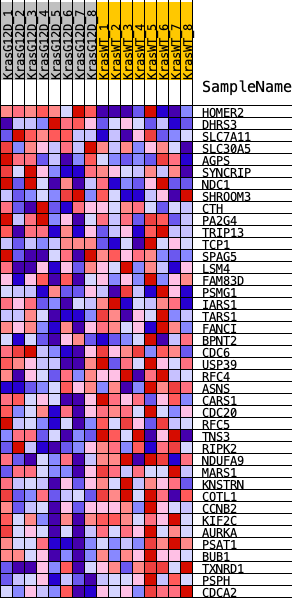 KrasG12D_1
KrasG12D_2
KrasG12D_3
KrasG12D_4
KrasG12D_5
KrasG12D_6
KrasG12D_7
KrasG12D_8
KrasWT_1
KrasWT_2
KrasWT_3
KrasWT_4
KrasWT_5
KrasWT_6
KrasWT_7
KrasWT_8
SampleName
HOMER2
DHRS3
SLC7A11
SLC30A5
AGPS
SYNCRIP
NDC1
SHROOM3
CTH
PA2G4
TRIP13
TCP1
SPAG5
LSM4
FAM83D
PSMG1
IARS1
TARS1
FANCI
BPNT2
CDC6
USP39
RFC4
ASNS
CARS1
CDC20
RFC5
TNS3
RIPK2
NDUFA9
MARS1
KNSTRN
COTL1
CCNB2
KIF2C
AURKA
PSAT1
BUB1
TXNRD1
PSPH
CDCA2